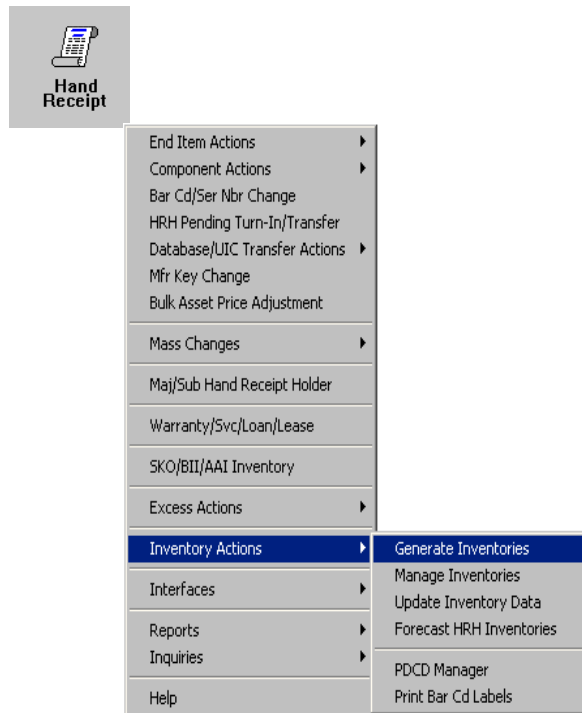 Hand
Receipt
End Item Actions
Component Actions
Bar Cd/Ser Nbr Change
HRH Pending Turn-In/Transfer
Database/UIC Transfer Actions
Mfr Key Change
Bulk Asset Price Adjustment
Mass Changes
Maj/Sub Hand Receipt Holder
Warranty/Svc/Loan/Lease
SKO/BII/AAI Inventory
Excess Actions
Inventory Actions
Interfaces
Reports
Inquiries
Help
Generate Inventories
Manage Inventories
Update Inventory Data
Forecast HRH Inventories
PDCD Manager
Print Bar Cd Labels